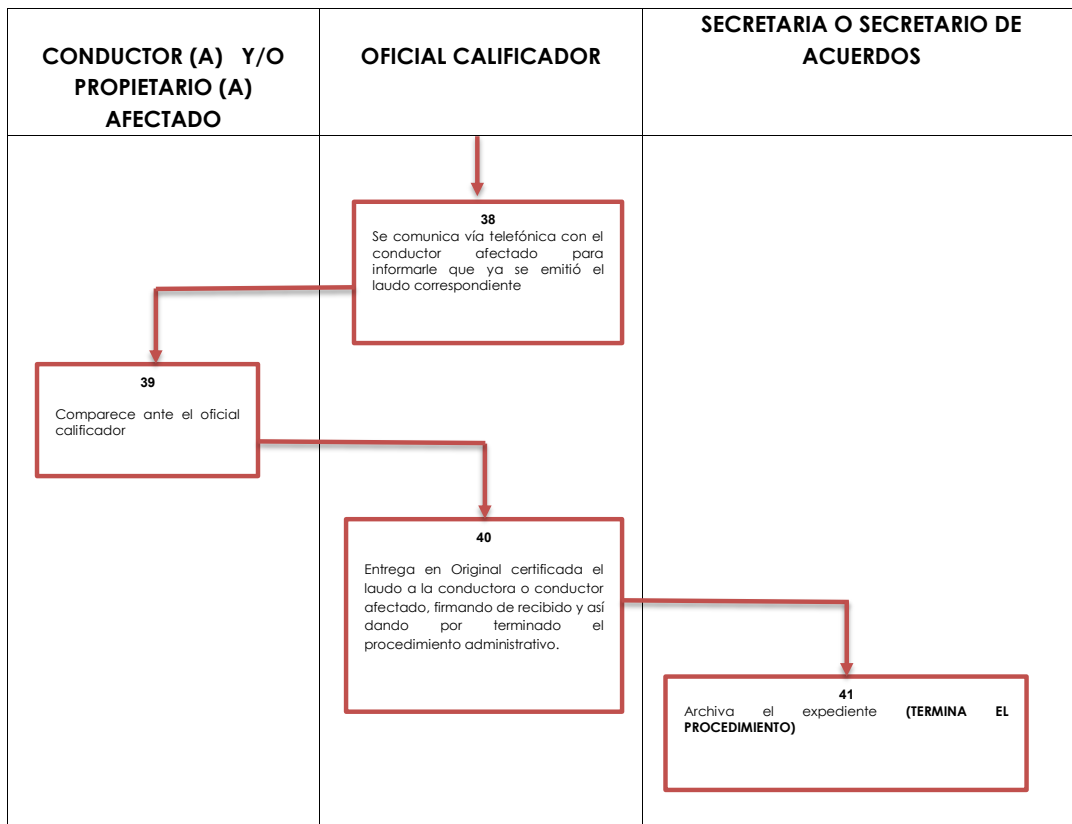 CONDUCTOR (A) Y/O
PROPIETARIO (A)
AFECTADO
OFICIAL CALIFICADOR
SECRETARIA O SECRETARIO DE
ACUERDOS
38
Se comunica vía telefónica con el
conductor afectado para
informarle que ya se emitió el
laudo correspondiente
39
Comparece ante el oficial
calificador
40
Entrega en Original certificada el
laudo a la conductora o conductor
afectado, firmando de recibido y así
dando por terminado el
procedimiento administrativo.
41
Archiva el expediente (TERMINA EL
PROCEDIMIENTO)